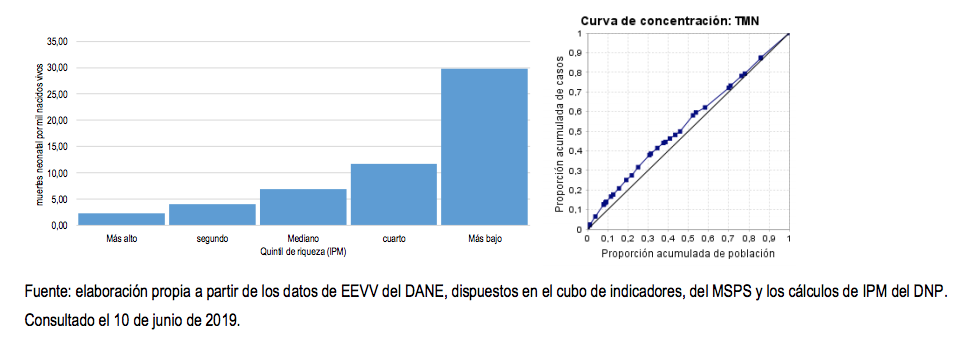 35,00
30,00
25,00
20,00
15,00
10,00
5,00
0,00
muertes neonatal por mil nacidos vivos
Más alto segundo Mediano cuarto Más bajo
Quintil de riqueza (IPM)
Curva de concentración: TMN
1
0,9
0,8
0,7
0,6
0,5
0,4
0,3
0,2
0,1
0
Proporción acumulada de casos
0 0,1 0,2 0,3 0,4 0,5 0,6 0,7 0,8 0,9 1
Proporción acumulada de población
Fuente: elaboración propia a partir de los datos de EEVV del DANE, dispuestos en el cubo de indicadores, del MSPS y los cálculos de IPM del DNP.
Consultado el 10 de junio de 2019.